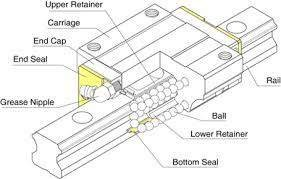 Upper Retainer
Carriage
End Cap
End Seal
Grease Nipple
Rail
Ball
Lower Retainer
Bottom Seal